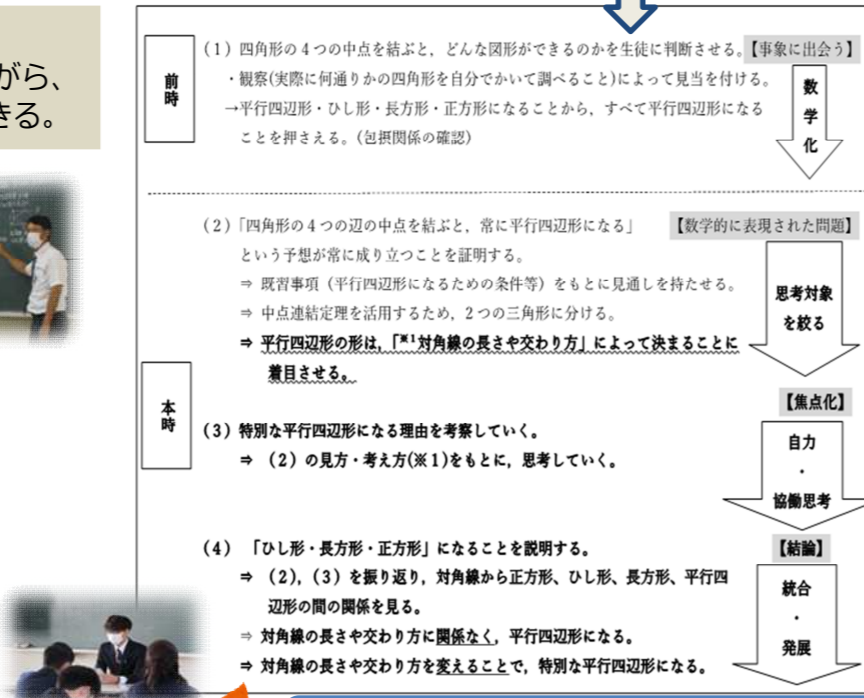 がら、
きる。
前時
(1) 四角形の4つの中点を結ぶと，どんな図形ができるのかを生徒に判断させる。【事象に出会う】
・観察(実際に何通りかの四角形を自分でかいて調べること)によって見当を付ける。
→平行四辺形・ひし形・長方形・正方形になることから，すべて平行四辺形になる
ことを押さえる。(包摂関係の確認)
数学化
本時
(2)「四角形の4つの辺の中点を結ぶと，常に平行四辺形になる」 【数学的に表現された問題】
という予想が常に成り立つことを証明する。
⇒ 既習事項（平行四辺形になるための条件等）をもとに見通しを持たせる。
⇒ 中点連結定理を活用するため，2つの三角形に分ける。
⇒ 平行四辺形の形は，「※1対角線の長さや交わり方」によって決まることに
着目させる。
思考対象
を絞る
【焦点化】
(3) 特別な平行四辺形になる理由を考察していく。
⇒ (2)の見方・考え方(※1)をもとに，思考していく。
自力
・
協働思考
【結論】
(4) 「ひし形・長方形・正方形」になることを説明する。
⇒ (2)，(3)を振り返り，対角線から正方形、ひし形、長方形、平行四
辺形の間の関係を見る。
⇒ 対角線の長さや交わり方に関係なく，平行四辺形になる。
⇒ 対角線の長さや交わり方を変えることで，特別な平行四辺形になる。
統合
・
発展